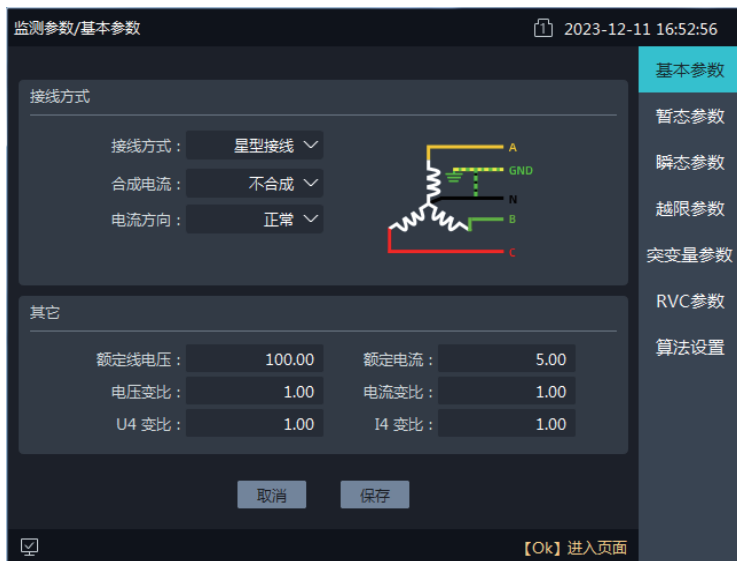 监测参数/基本参数
1 2023-12-11 16:52:56
接线方式
接线方式： 星型接线
合成电流： 不合成
电流方向： 正常
A
GND
N
B
C
其它
额定线电压： 100.00 额定电流： 5.00
电压变比： 1.00 电流变比： 1.00
U4 变比： 1.00 I4 变比： 1.00
取消 保存
【Ok】进入页面
基本参数
暂态参数
瞬态参数
越限参数
突变量参数
RVC参数
算法设置